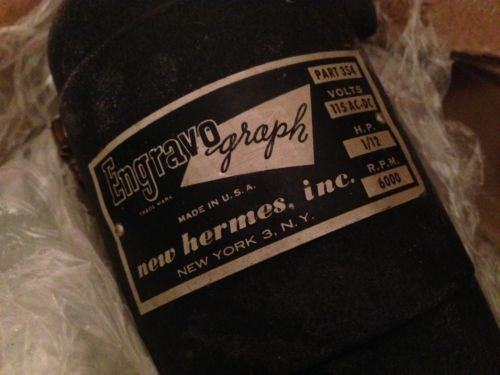 Engravograph
TRADE MARK
MADE IN U.S.A.
new hermes, inc.
NEW YORK 3, N.Y.
PART 354
VOLTS
115 AC-DC
H.P.
1/12
R.P.M.
6000